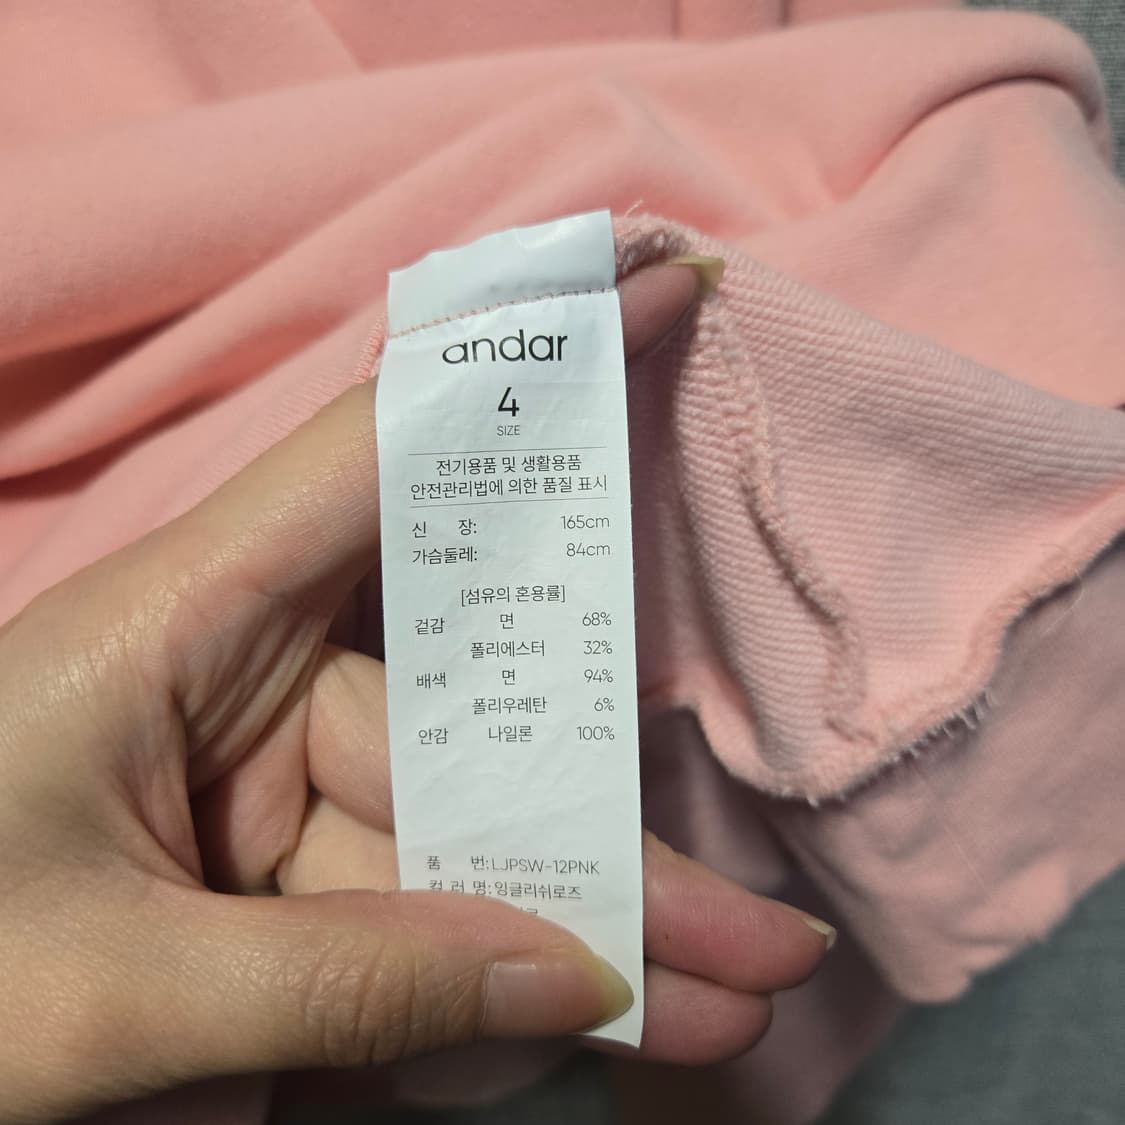 andar
4
SIZE
전기용품 및 생활용품
안전관리법에 의한 품질 표시
신 장: 165cm
가슴둘레: 84cm
[섬유의 혼용률]
겉감 면 68%
폴리에스터 32%
배색 면 94%
폴리우레탄 6%
안감 나일론 100%
품 번: LJPSW-12PNK
컬 러 명: 잉글리쉬로즈